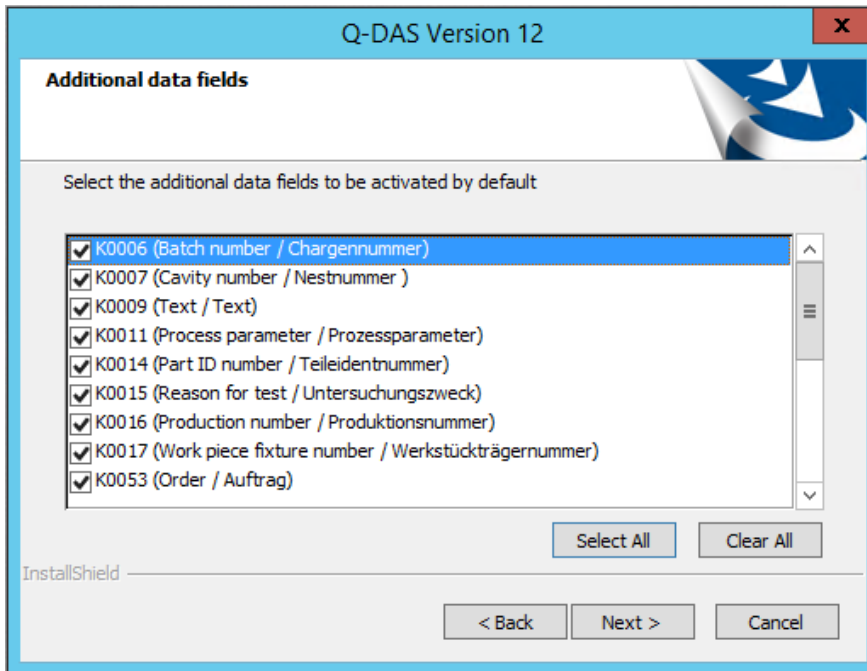 Q-DAS Version 12
x
Additional data fields
Select the additional data fields to be activated by default
K0006 (Batch number / Chargennummer)
K0007 (Cavity number / Nestnummer )
K0009 (Text / Text)
K0011 (Process parameter / Prozessparameter)
K0014 (Part ID number / Teileidentnummer)
K0015 (Reason for test / Untersuchungszweck)
K0016 (Production number / Produktionsnummer)
K0017 (Work piece fixture number / Werkstückträgernummer)
K0053 (Order / Auftrag)
Select All
Clear All
InstallShield
< Back
Next >
Cancel